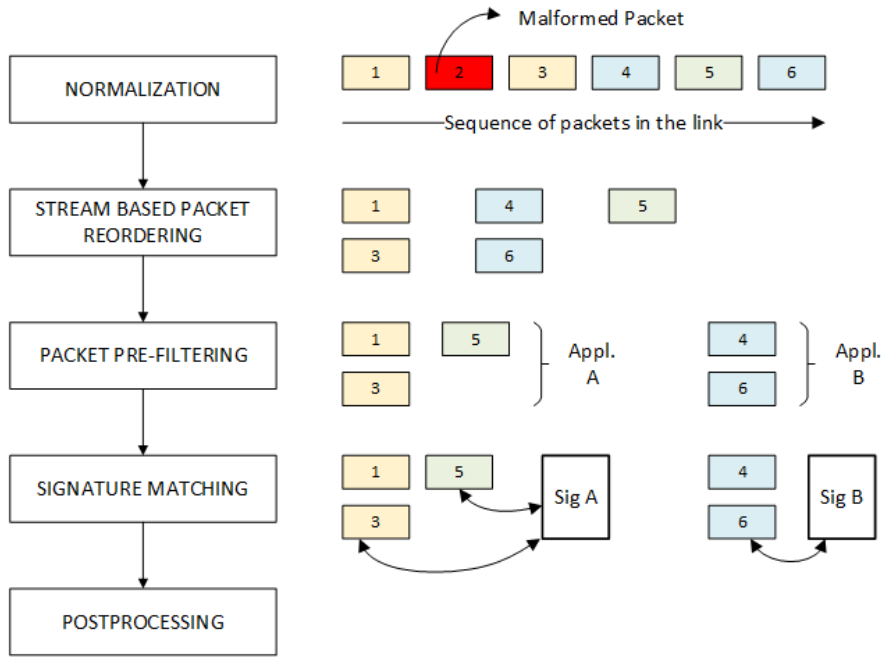 Malformed Packet
NORMALIZATION
1 2 3 4 5 6
Sequence of packets in the link
STREAM BASED PACKET
REORDERING
1 4 5
3 6
PACKET PRE-FILTERING
1 5
3
Appl.
A
4
6
Appl.
B
SIGNATURE MATCHING
1 5
3
Sig A
4
6
Sig B
POSTPROCESSING